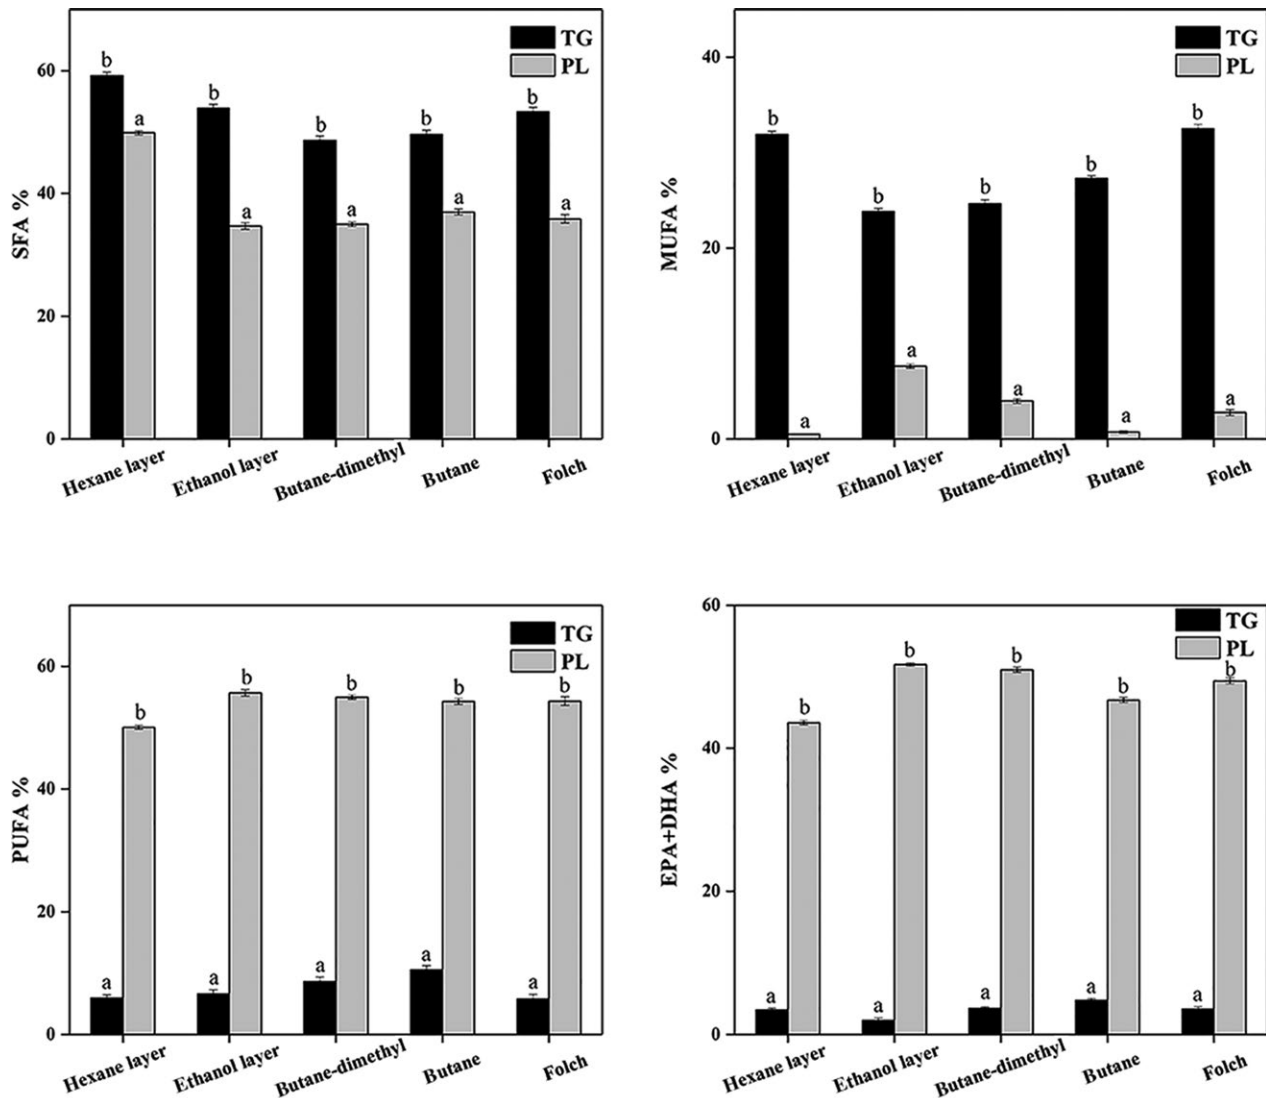 TG
PL
SFA %
60
40
20
0
b
a
b
a
b
a
b
a
b
a
Hexane layer
Ethanol layer
Butane-dimethyl
Butane
Folch
TG
PL
MUFA %
40
20
0
b
a
b
a
b
a
b
a
b
a
Hexane layer
Ethanol layer
Butane-dimethyl
Butane
Folch
TG
PL
PUFA %
60
40
20
0
a
b
a
b
a
b
a
b
a
b
Hexane layer
Ethanol layer
Butane-dimethyl
Butane
Folch
TG
PL
EPA+DHA %
60
40
20
0
a
b
a
b
a
b
a
b
a
b
Hexane layer
Ethanol layer
Butane-dimethyl
Butane
Folch